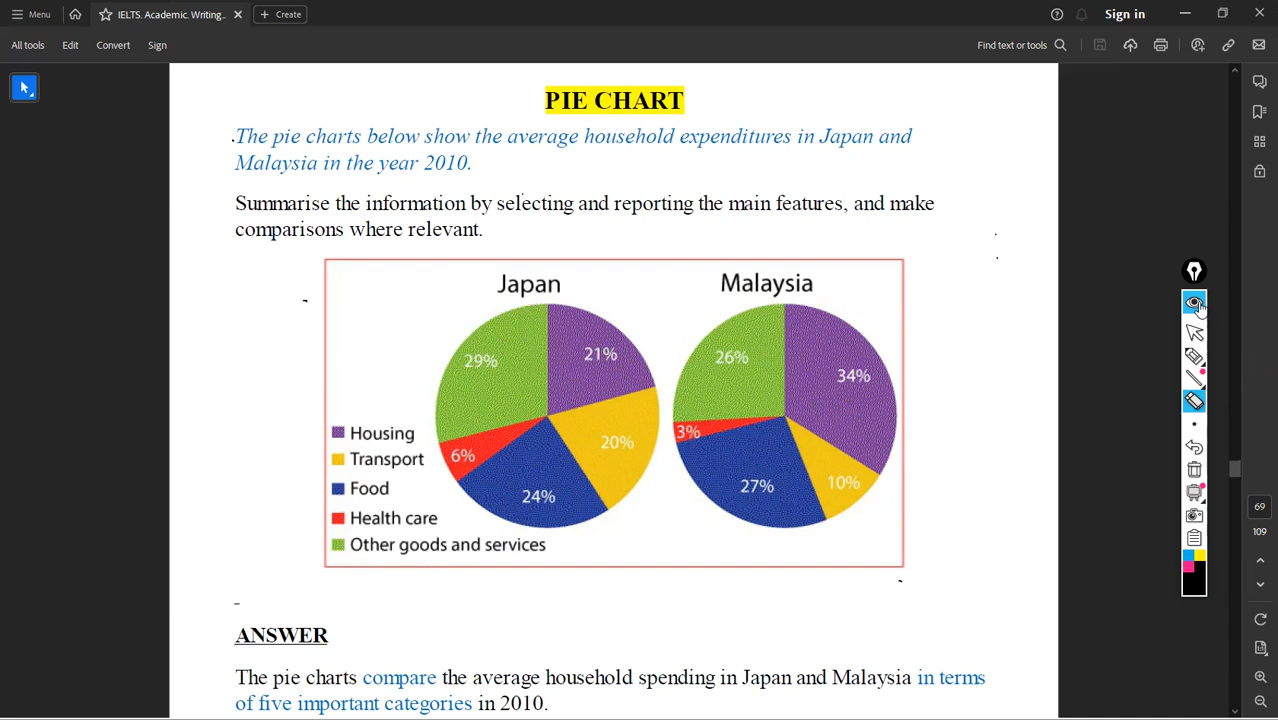 Menu
IELTS. Academic. Writing..
Create
Sign in
All tools
Edit
Convert
Sign
Find text or tools
PIE CHART
The pie charts below show the average household expenditures in Japan and
Malaysia in the year 2010.
Summarise the information by selecting and reporting the main features, and make
comparisons where relevant.
Japan
Malaysia
29%
21%
20%
24%
6%
26%
34%
10%
27%
3%
Housing
Transport
Food
Health care
Other goods and services
69
109
ANSWER
The pie charts compare the average household spending in Japan and Malaysia in terms
of five important categories in 2010.